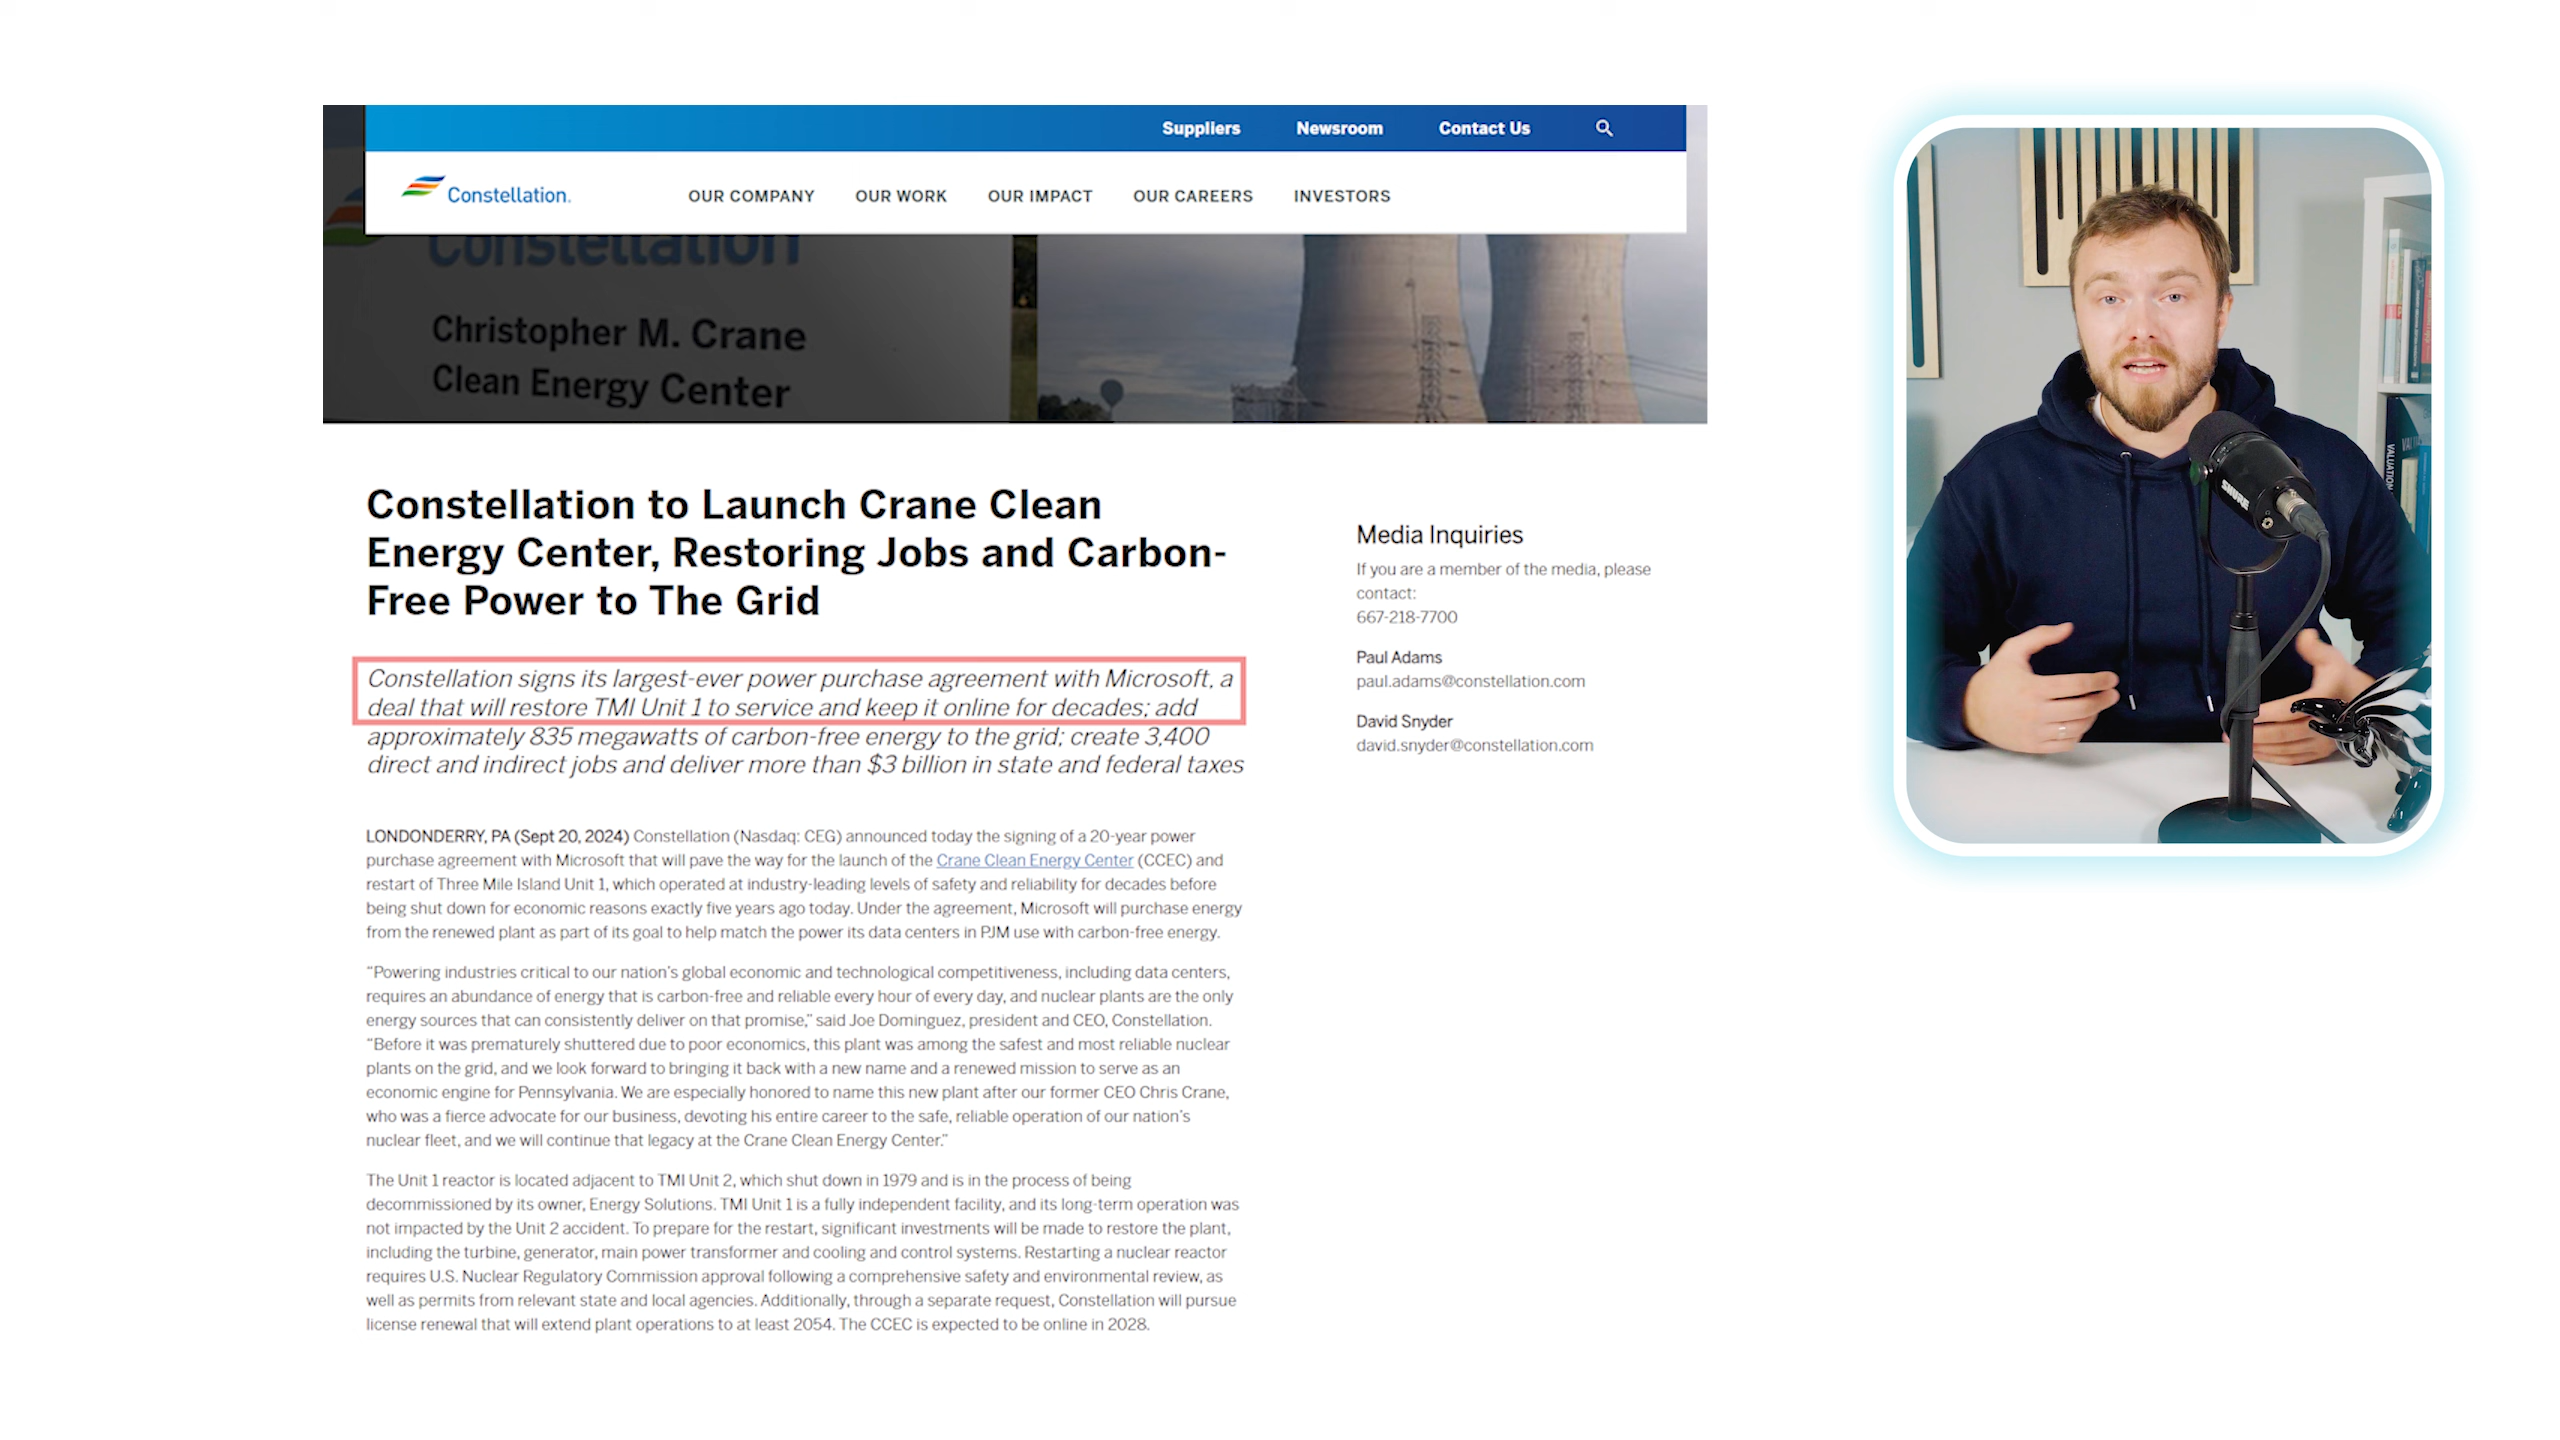 Suppliers Newsroom Contact Us
Constellation.
OUR COMPANY OUR WORK OUR IMPACT OUR CAREERS INVESTORS
Constellation
Christopher M. Crane
Clean Energy Center
Constellation to Launch Crane Clean
Energy Center, Restoring Jobs and Carbon-
Free Power to The Grid
Constellation signs its largest-ever power purchase agreement with Microsoft, a
deal that will restore TMI Unit 1 to service and keep it online for decades; add
approximately 835 megawatts of carbon-free energy to the grid; create 3,400
direct and indirect jobs and deliver more than $3 billion in state and federal taxes
LONDONDERRY, PA (Sept 20, 2024) Constellation (Nasdaq: CEG) announced today the signing of a 20-year power
purchase agreement with Microsoft that will pave the way for the launch of the Crane Clean Energy Center (CCEC) and
restart of Three Mile Island Unit 1, which operated at industry-leading levels of safety and reliability for decades before
being shut down for economic reasons exactly five years ago today. Under the agreement, Microsoft will purchase energy
from the renewed plant as part of its goal to help match the power its data centers in PJM use with carbon-free energy.
“Powering industries critical to our nation’s global economic and technological competitiveness, including data centers,
requires an abundance of energy that is carbon-free and reliable every hour of every day, and nuclear plants are the only
energy sources that can consistently deliver on that promise,” said Joe Dominguez, president and CEO, Constellation.
“Before it was prematurely shuttered due to poor economics, this plant was among the safest and most reliable nuclear
plants on the grid, and we look forward to bringing it back with a new name and a renewed mission to serve as an
economic engine for Pennsylvania. We are especially honored to name this new plant after our former CEO Chris Crane,
who was a fierce advocate for our business, devoting his entire career to the safe, reliable operation of our nation’s
nuclear fleet, and we will continue that legacy at the Crane Clean Energy Center.”
The Unit 1 reactor is located adjacent to TMI Unit 2, which shut down in 1979 and is in the process of being
decommissioned by its owner, Energy Solutions. TMI Unit 1 is a fully independent facility, and its long-term operation was
not impacted by the Unit 2 accident. To prepare for the restart, significant investments will be made to restore the plant,
including the turbine, generator, main power transformer and cooling and control systems. Restarting a nuclear reactor
requires U.S. Nuclear Regulatory Commission approval following a comprehensive safety and environmental review, as
well as permits from relevant state and local agencies. Additionally, through a separate request, Constellation will pursue
license renewal that will extend plant operations to at least 2054. The CCEC is expected to be online in 2028.
Media Inquiries
If you are a member of the media, please
contact:
667-218-7700
Paul Adams
paul.adams@constellation.com
David Snyder
david.snyder@constellation.com
SHURE
VALUATION